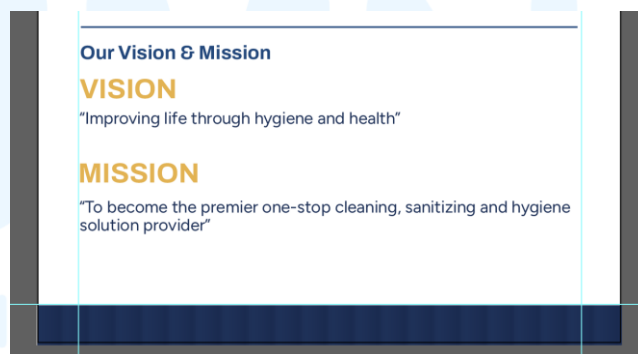 Our Vision & Mission
VISION
“Improving life through hygiene and health”
MISSION
“To become the premier one-stop cleaning, sanitizing and hygiene
solution provider”